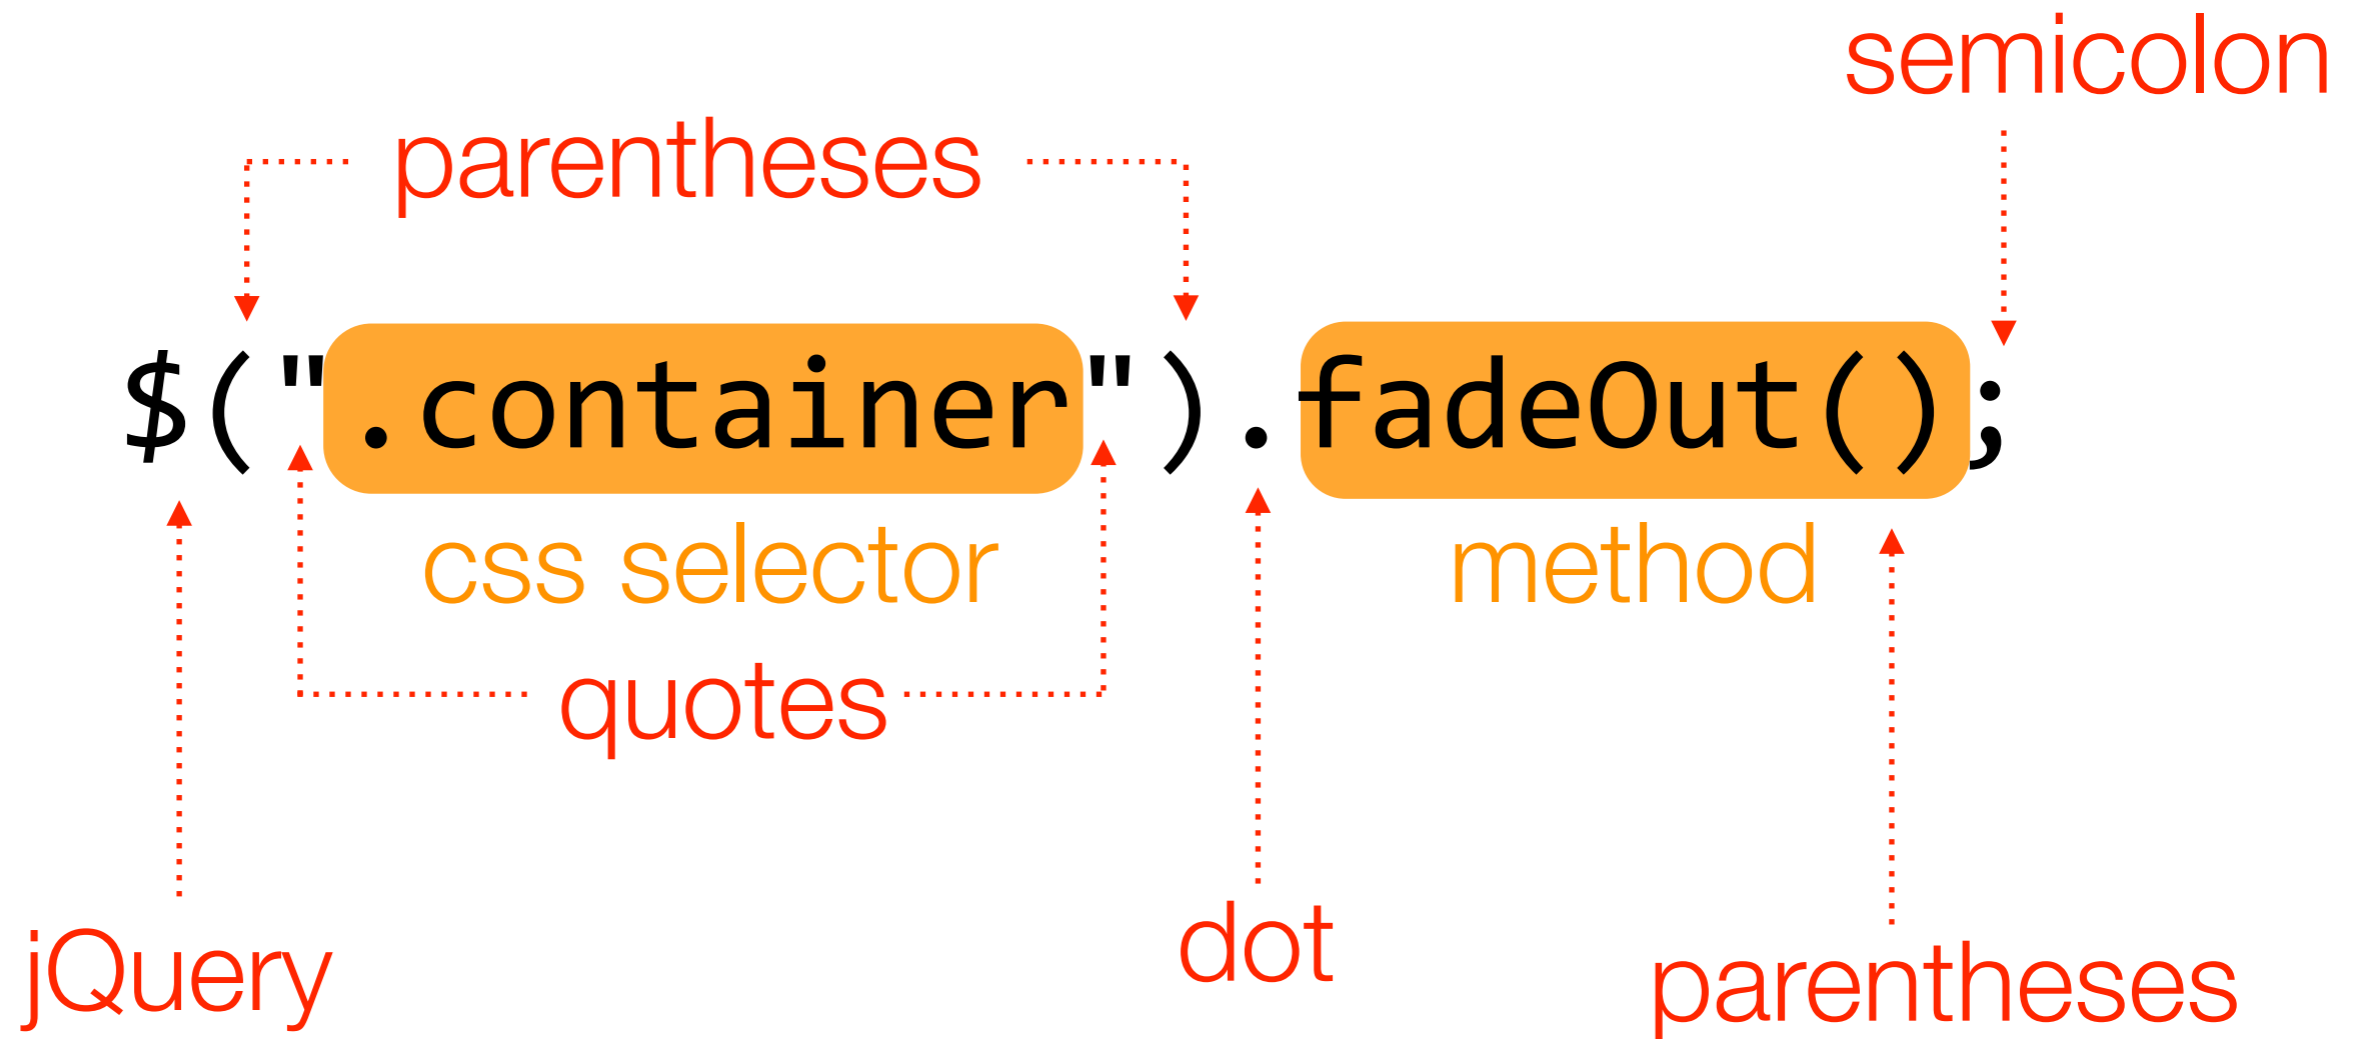 semicolon
parentheses
$(".container").fadeOut();
css selector
method
quotes
jQuery
dot
parentheses